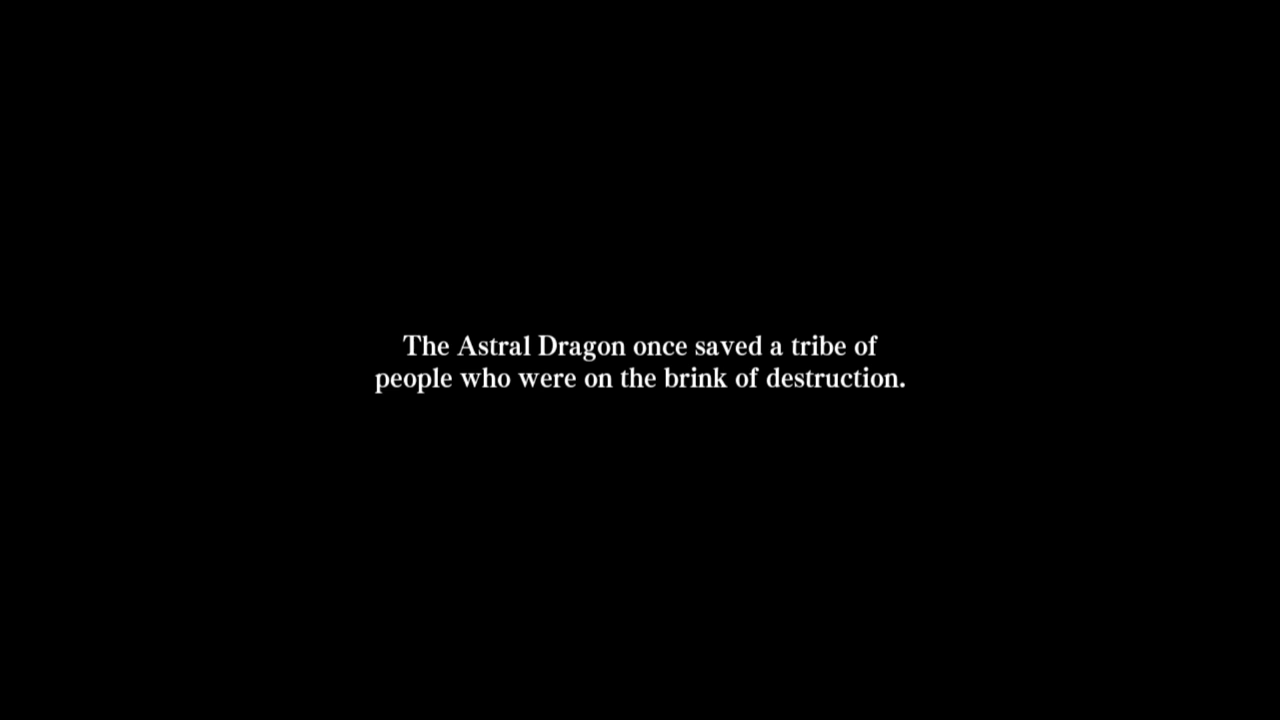 The Astral Dragon once saved a tribe of
people who were on the brink of destruction.